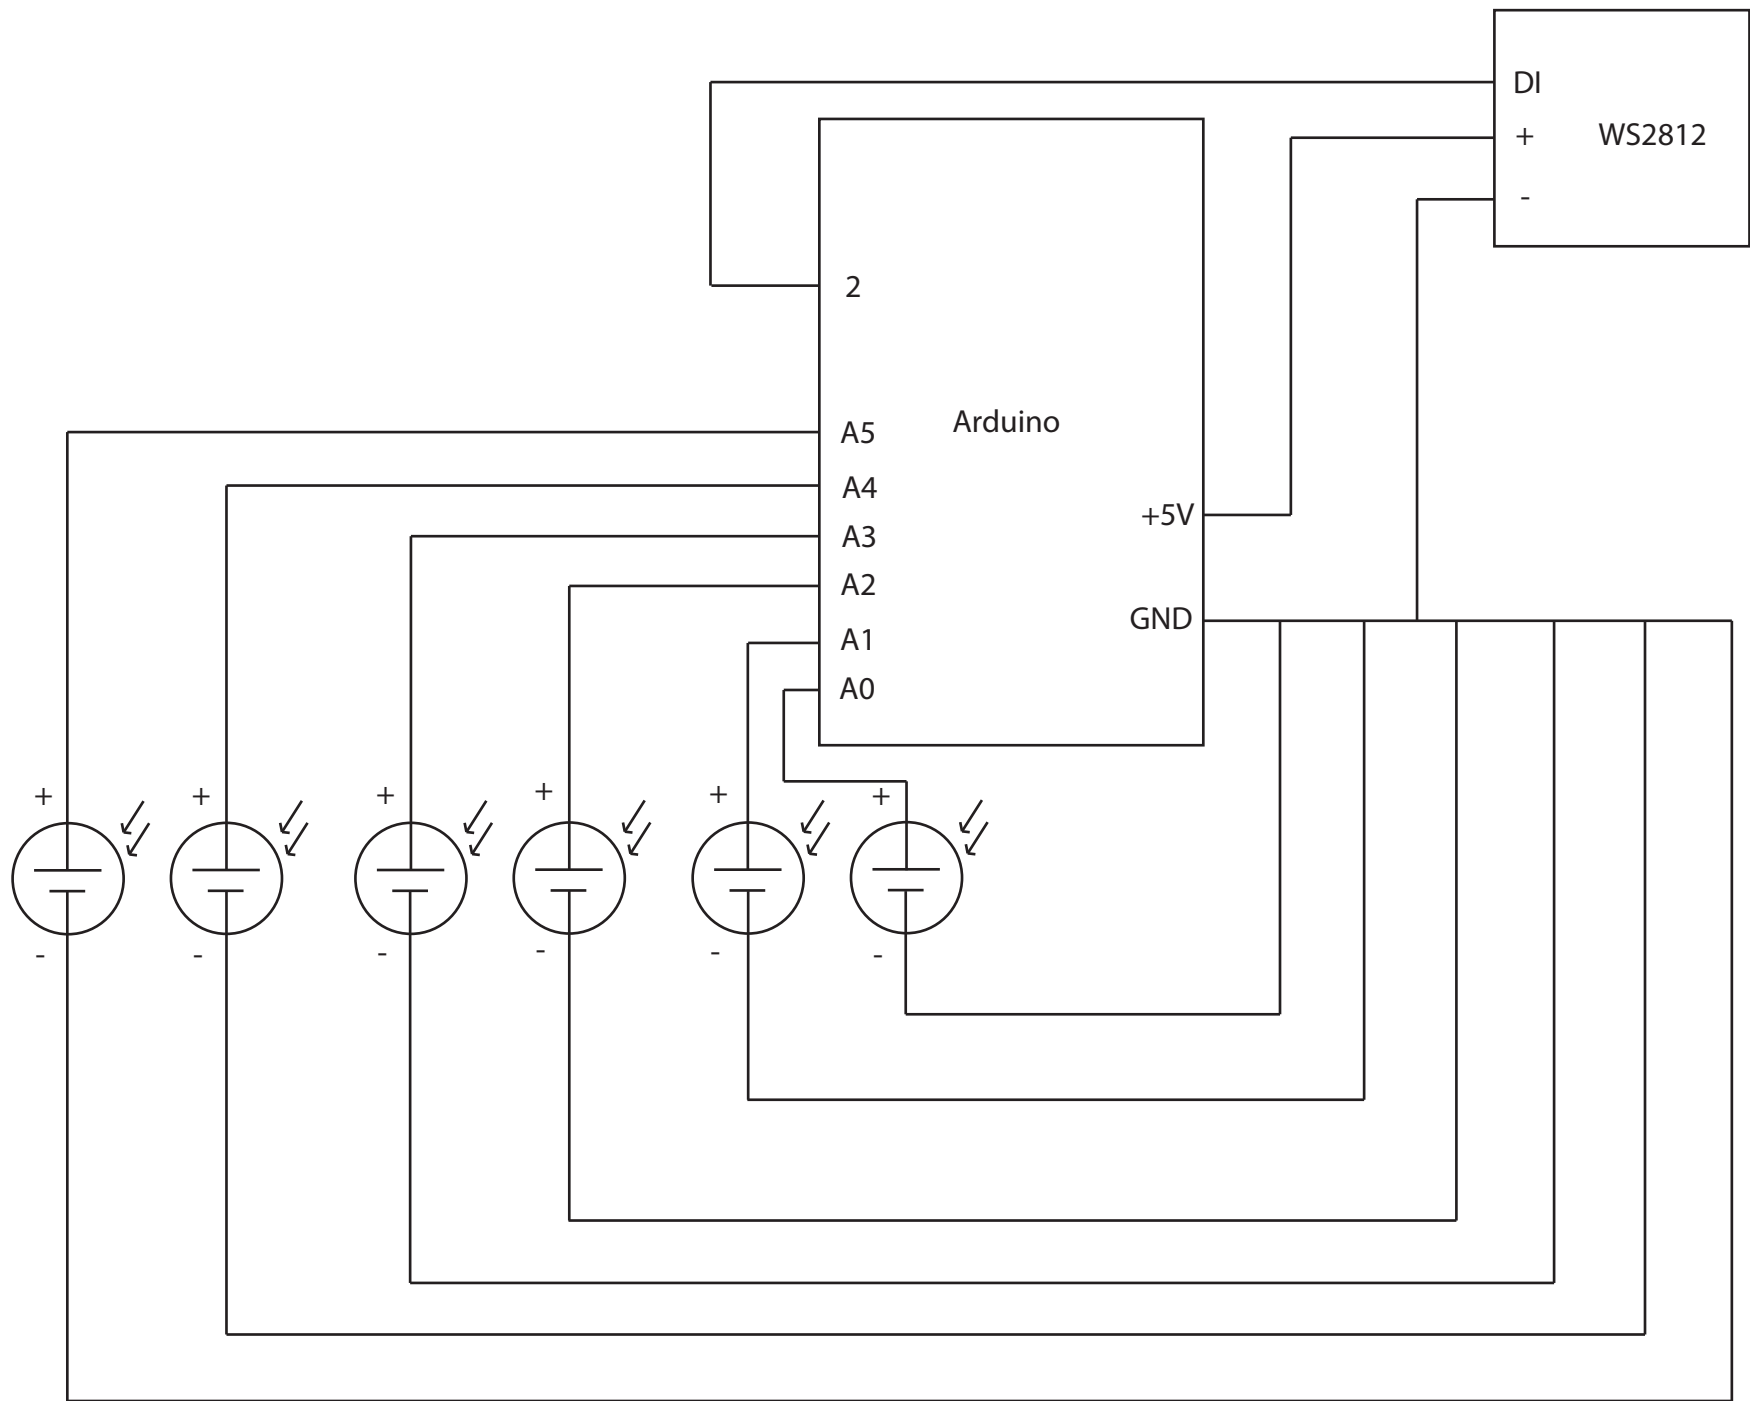 DI
+ WS2812
-
2
Arduino
A5
A4
A3
A2
A1
A0
+5V
GND
+ + + + + +
- - - - - -